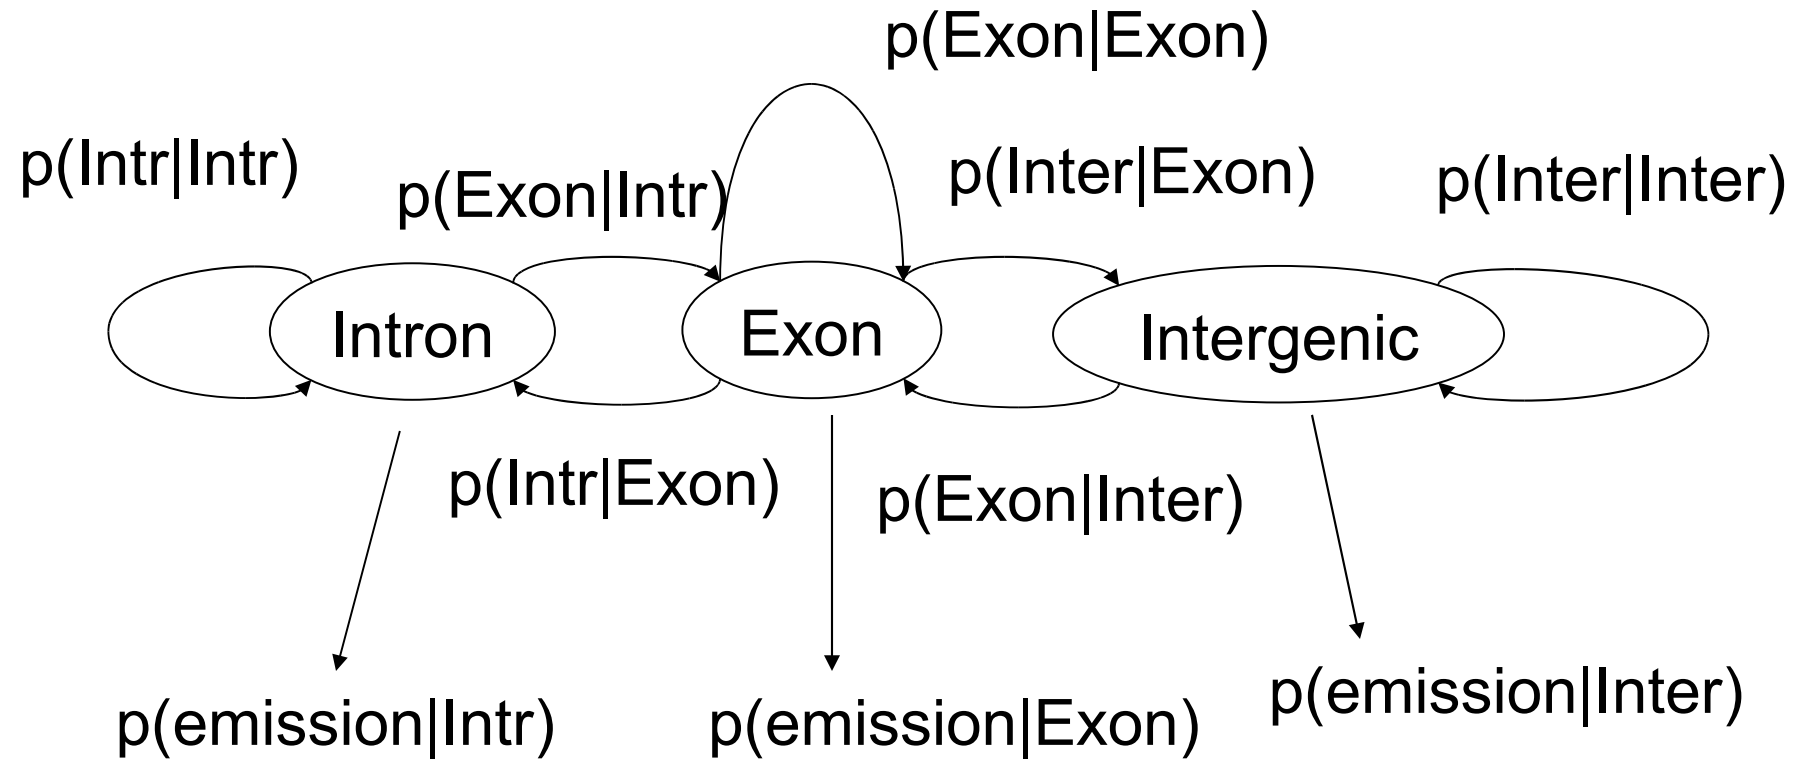 p(Exon|Exon)
p(Intr|Intr)
p(Exon|Intr)
p(Inter|Exon)
p(Inter|Inter)
Intron
Exon
Intergenic
p(Intr|Exon)
p(Exon|Inter)
p(emission|Intr)
p(emission|Exon)
p(emission|Inter)